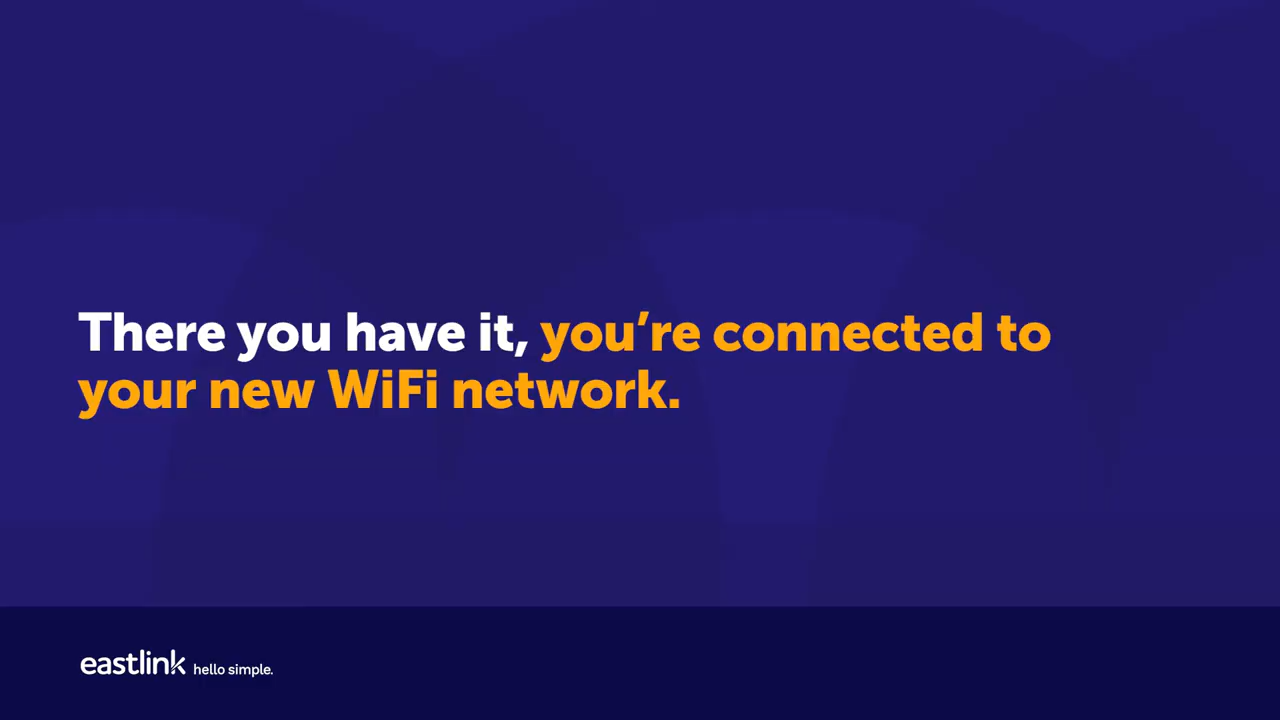 There you have it, you’re connected to
your new WiFi network.
eastlink hello simple.